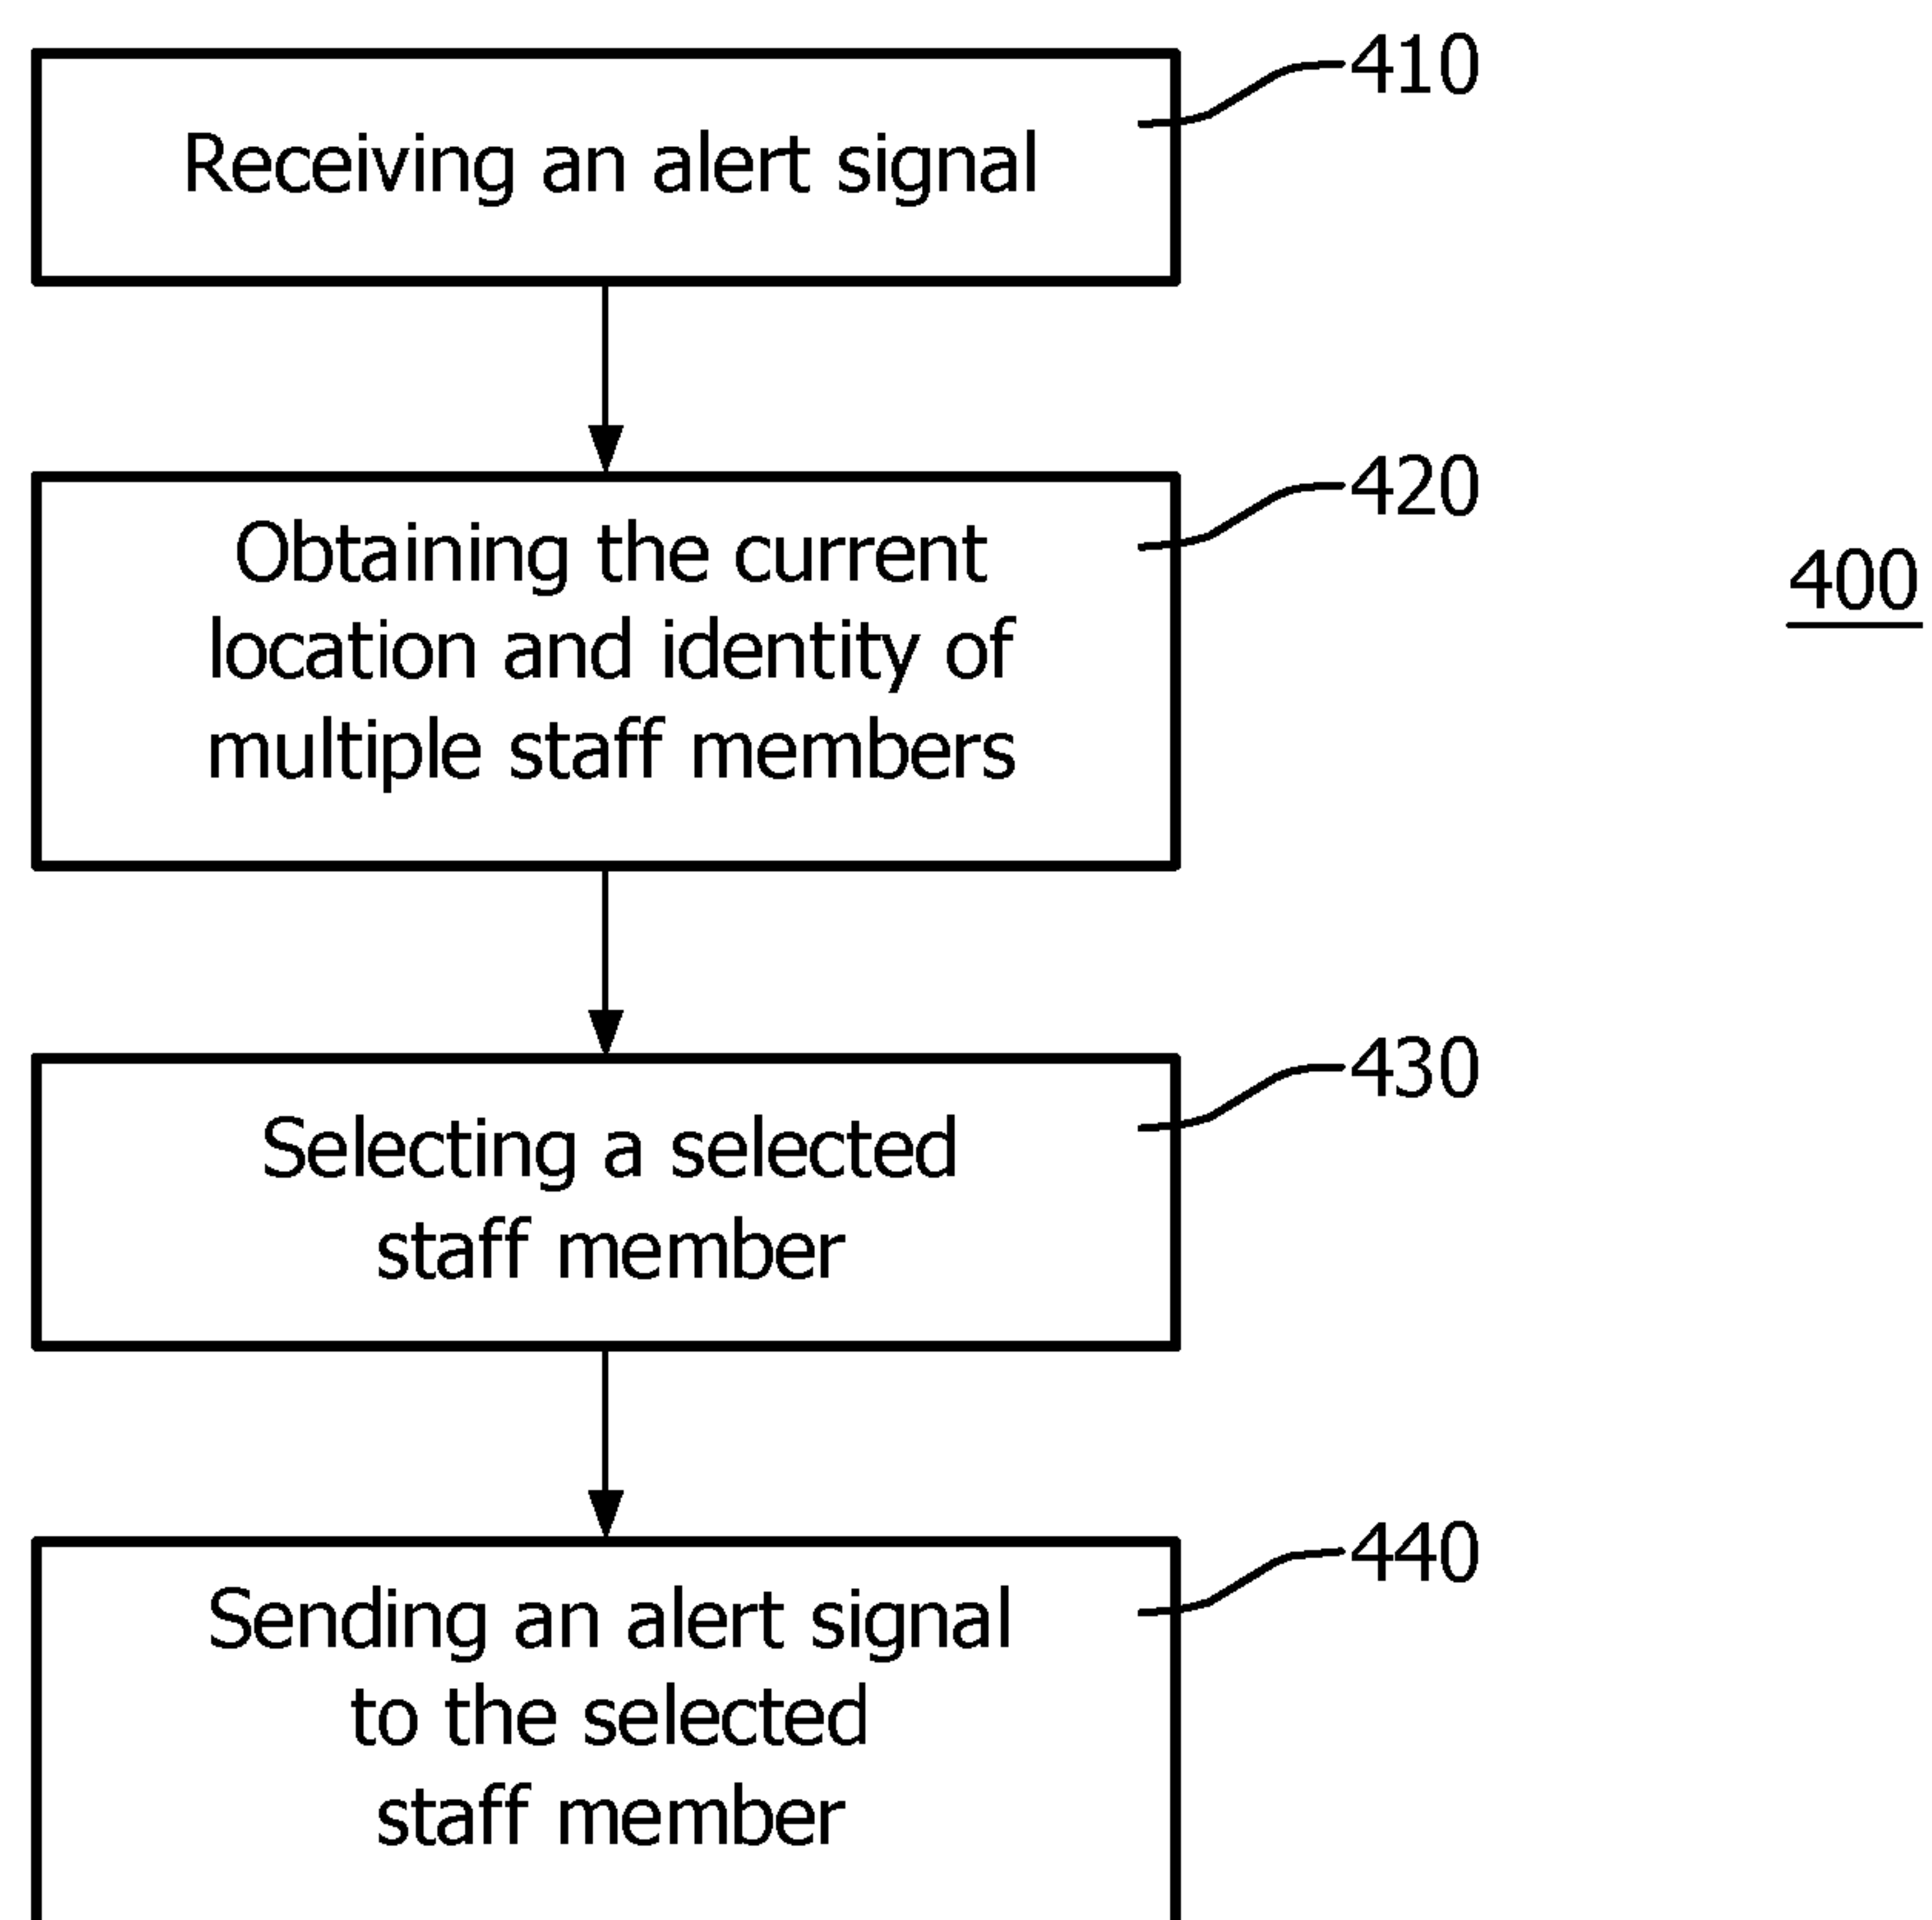 410
Receiving an alert signal
420
Obtaining the current
location and identity of
multiple staff members
400
430
Selecting a selected
staff member
440
Sending an alert signal
to the selected
staff member